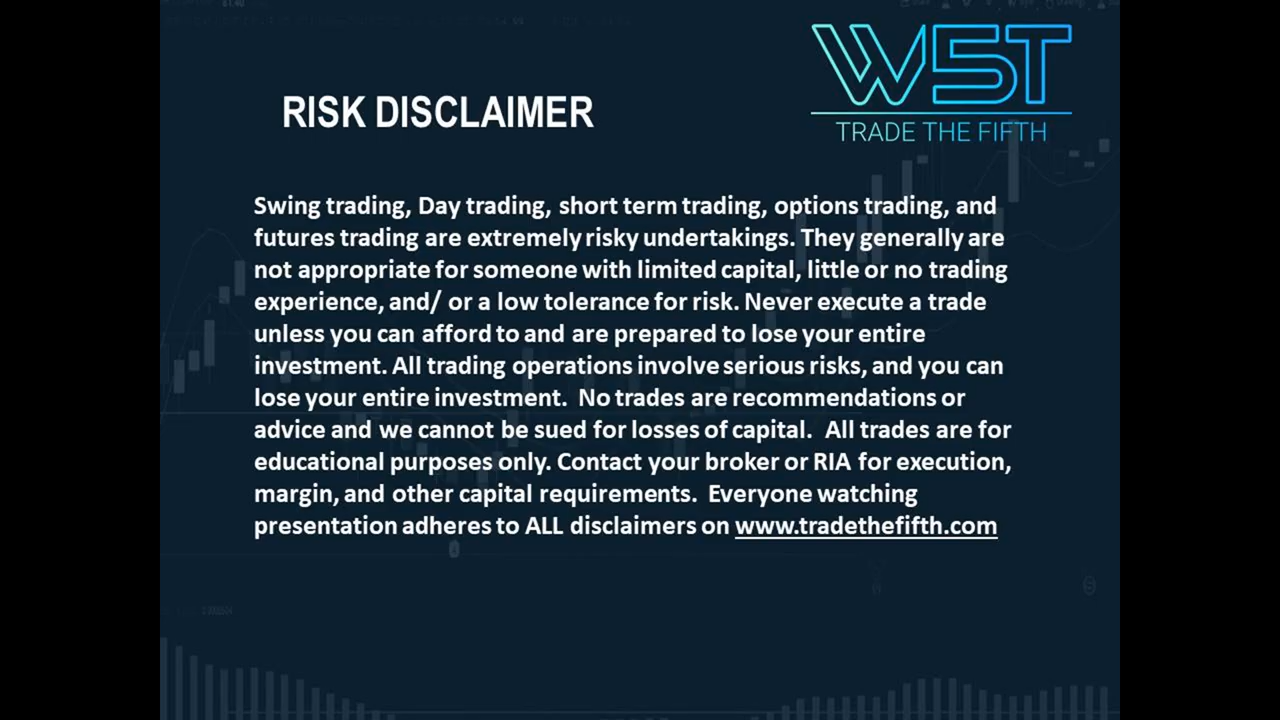 W5T
TRADE THE FIFTH
RISK DISCLAIMER
Swing trading, Day trading, short term trading, options trading, and
futures trading are extremely risky undertakings. They generally are
not appropriate for someone with limited capital, little or no trading
experience, and/ or a low tolerance for risk. Never execute a trade
unless you can afford to and are prepared to lose your entire
investment. All trading operations involve serious risks, and you can
lose your entire investment.  No trades are recommendations or
advice and we cannot be sued for losses of capital.  All trades are for
educational purposes only. Contact your broker or RIA for execution,
margin, and other capital requirements.  Everyone watching
presentation adheres to ALL disclaimers on www.tradethefifth.com